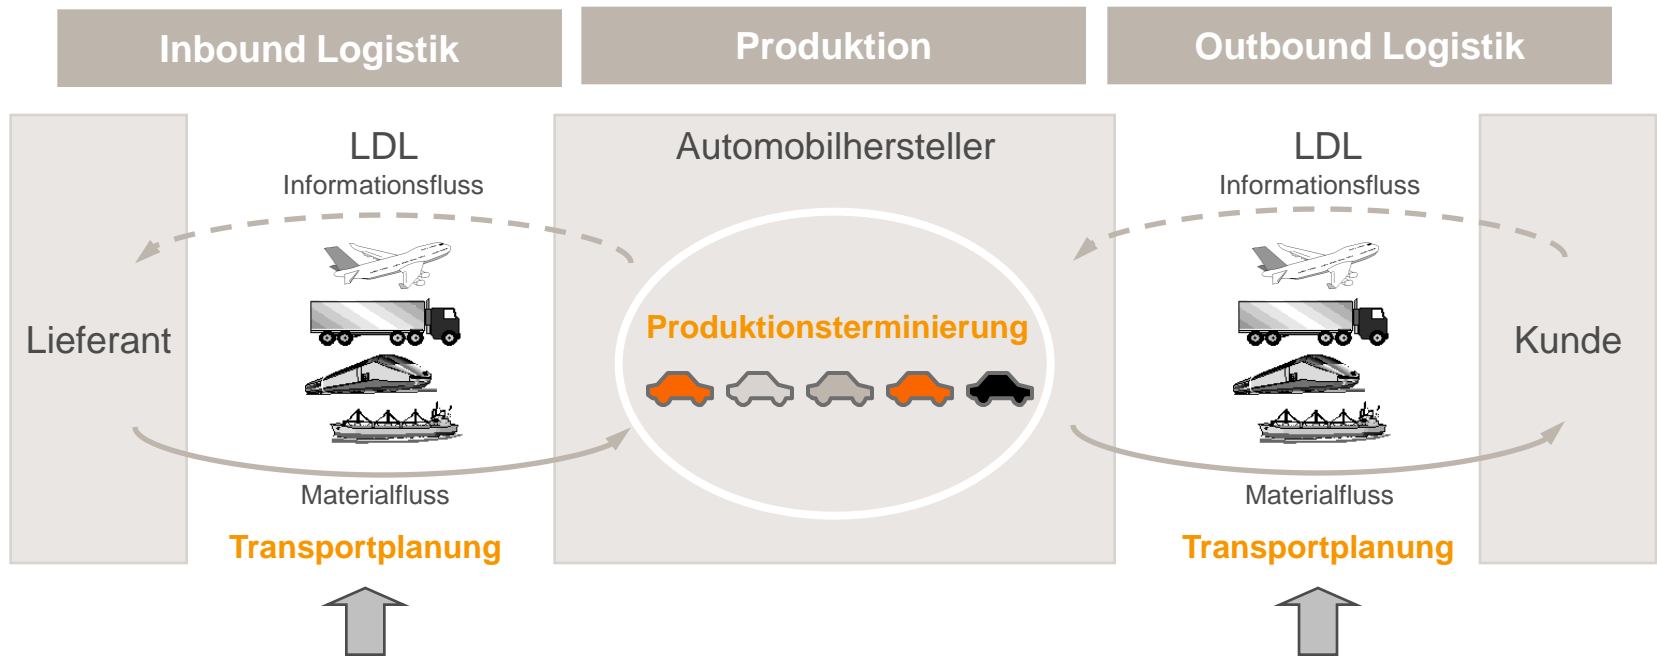 Inbound Logistik
Produktion
Outbound Logistik
LDL
Informationsfluss
Automobilhersteller
LDL
Informationsfluss
Lieferant
Produktionsterminierung
Kunde
Materialfluss
Transportplanung
Materialfluss
Transportplanung